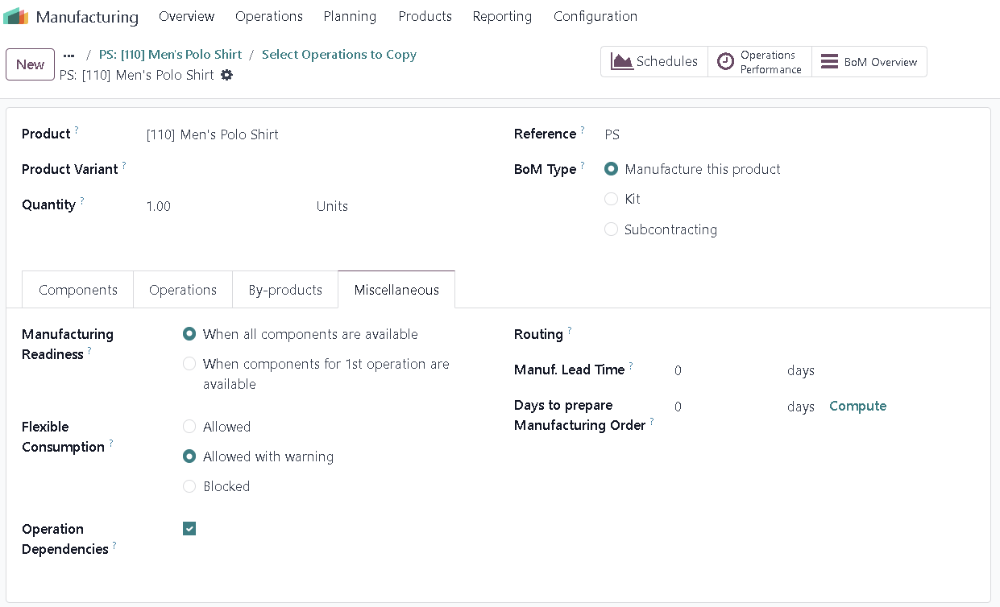 Manufacturing Overview Operations Planning Products Reporting Configuration
New
... / PS: [110] Men's Polo Shirt / Select Operations to Copy
PS: [110] Men's Polo Shirt
Schedules
Operations
Performance
BoM Overview
Product ? [110] Men's Polo Shirt
Product Variant ?
Quantity ? 1.00 Units
Reference ? PS
BoM Type ? Manufacture this product
Kit
Subcontracting
Components Operations By-products Miscellaneous
Manufacturing
Readiness ?
When all components are available
When components for 1st operation are
available
Flexible
Consumption ?
Allowed
Allowed with warning
Blocked
Operation
Dependencies ?
Routing ?
Manuf. Lead Time ? 0 days
Days to prepare
Manufacturing Order ?
0 days Compute